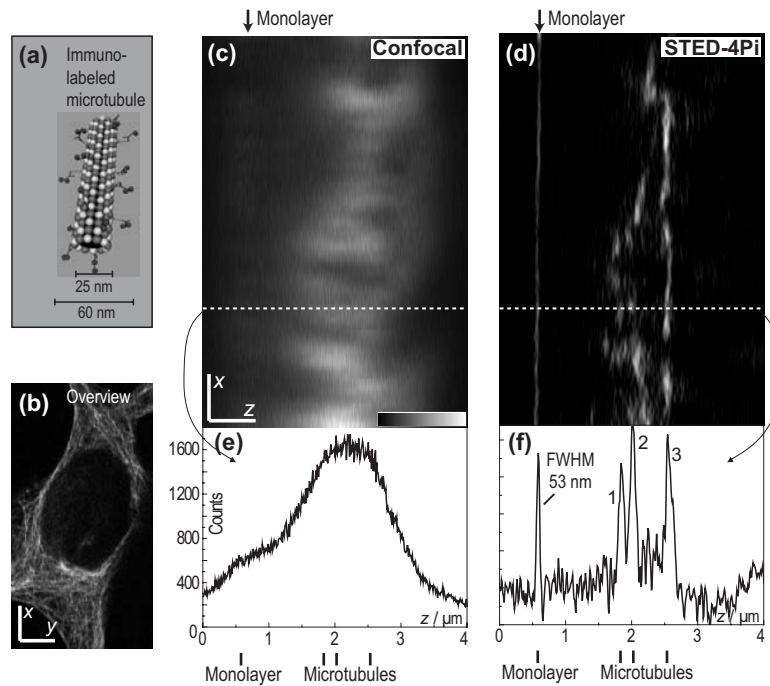 Monolayer
Monolayer
(a)
Immuno-
labeled
microtubule
25 nm
60 nm
(b)
Overview
x
y
(c)
Confocal
x
z
(d)
STED-4Pi
(e)
Counts
1600
1200
800
400
0
z / µm
0 1 2 3 4
Monolayer Microtubules
(f)
FWHM
53 nm
1
2
3
z / µm
0 1 2 3 4
Monolayer Microtubules